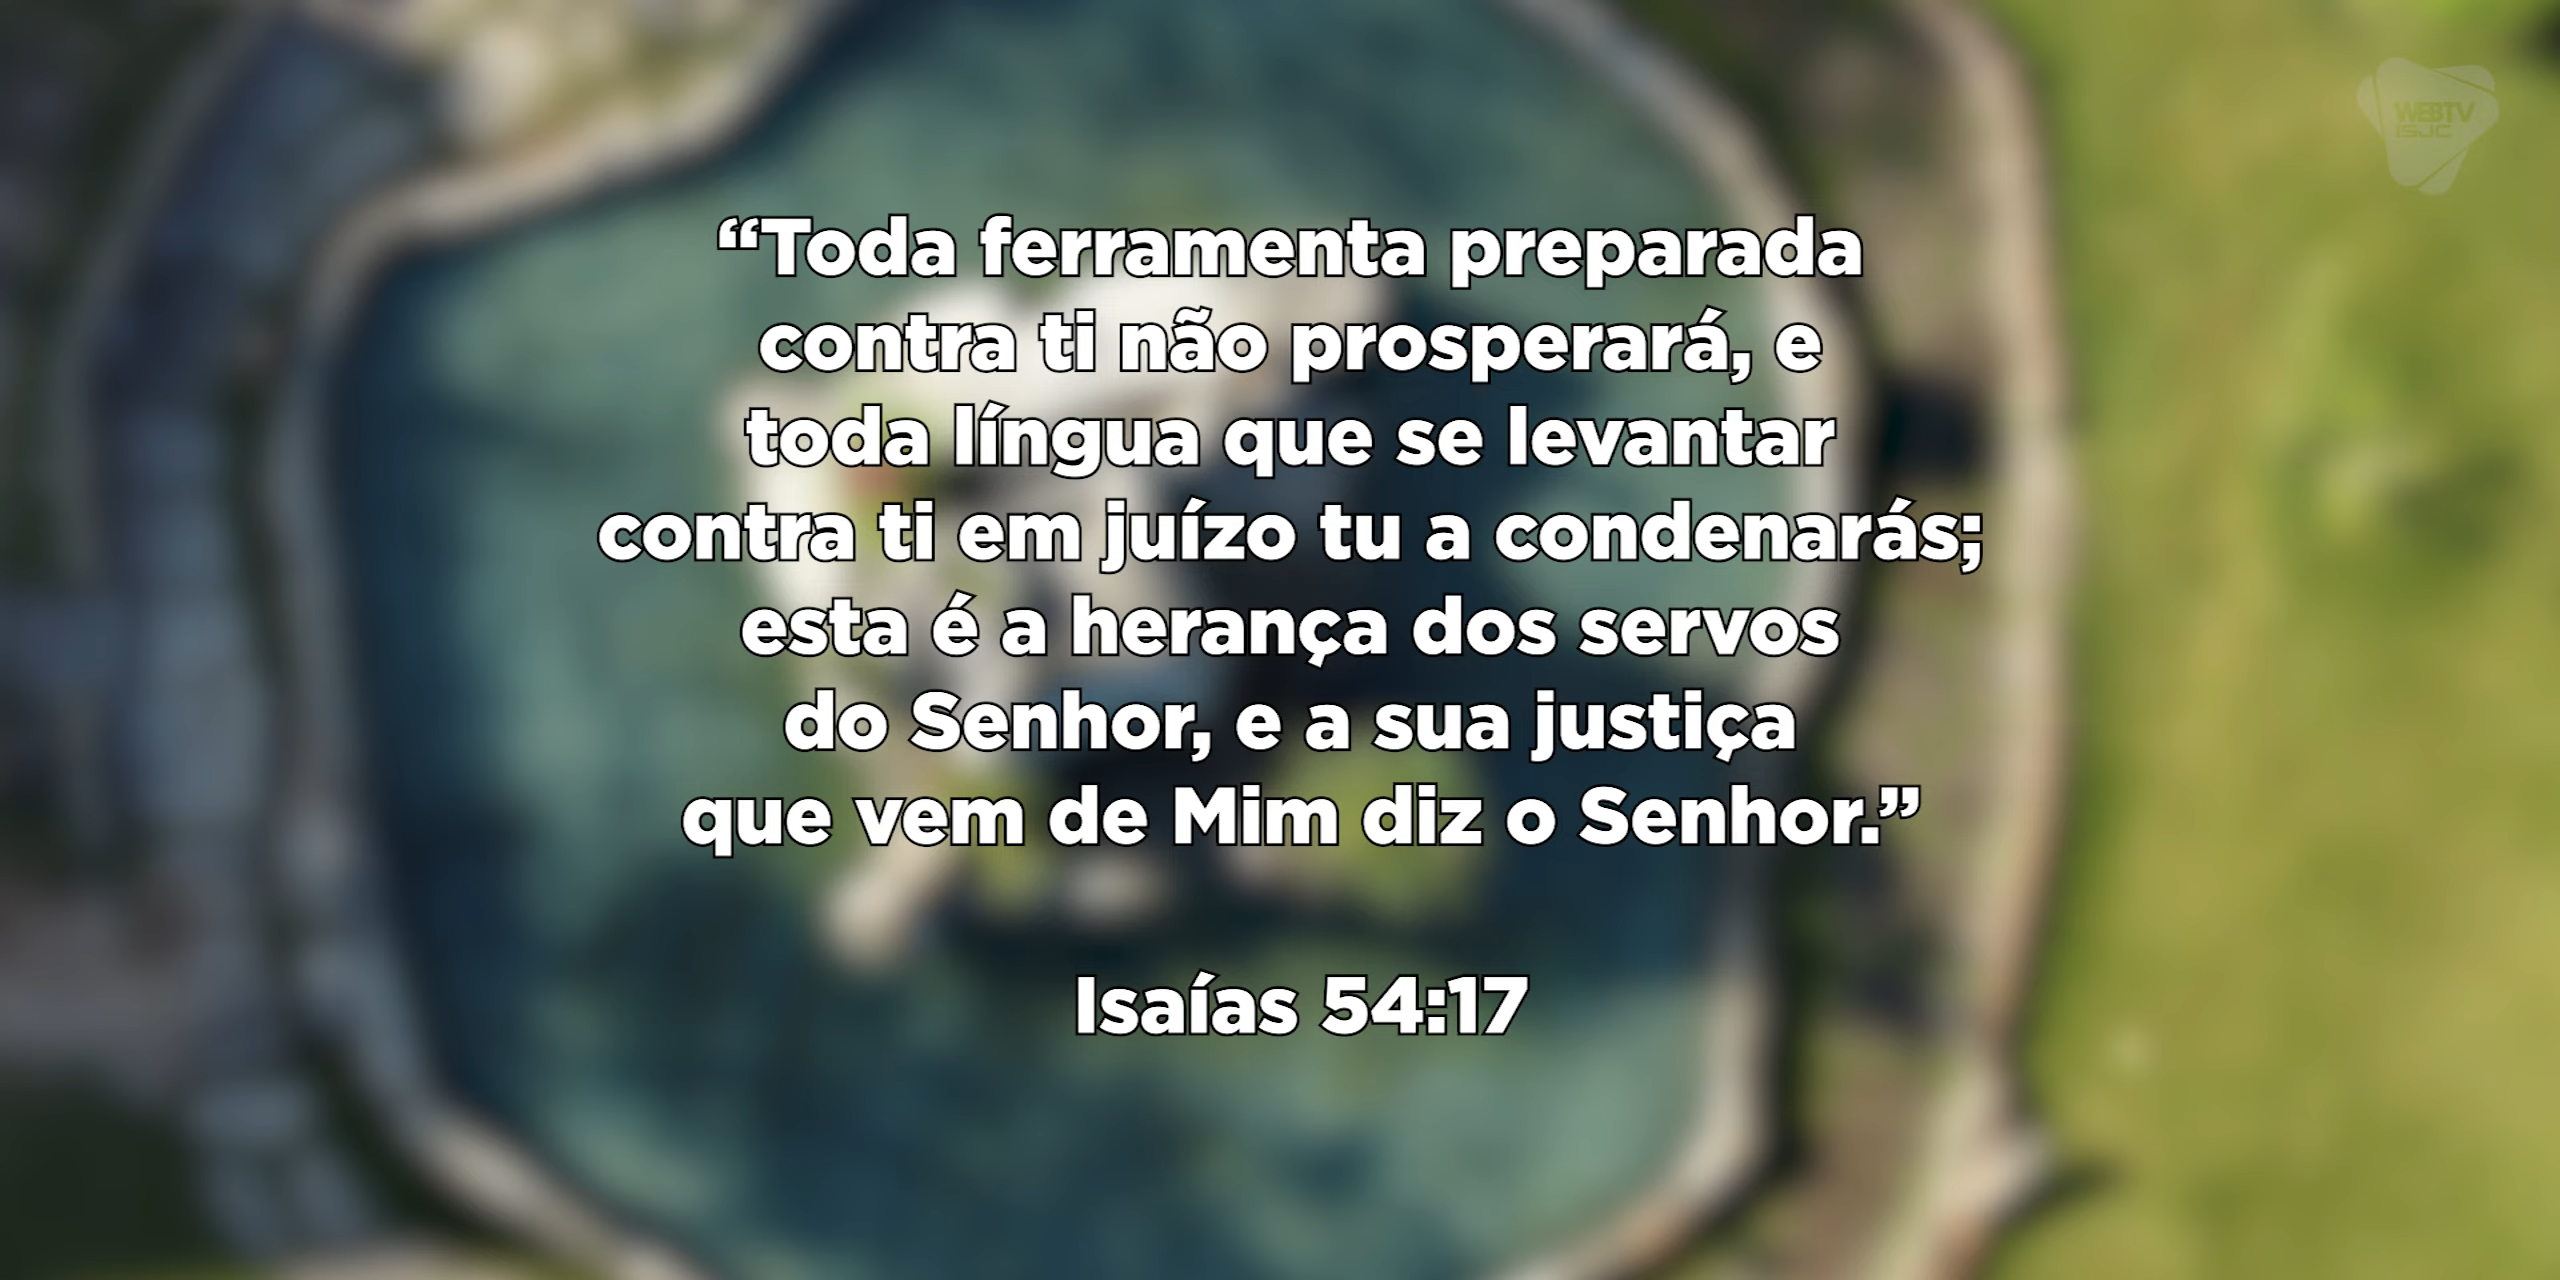 WEBTV
ISJC
“Toda ferramenta preparada
contra ti não prosperará, e
toda língua que se levantar
contra ti em juízo tu a condenarás;
esta é a herança dos servos
do Senhor, e a sua justiça
que vem de Mim diz o Senhor.”
Isaías 54:17